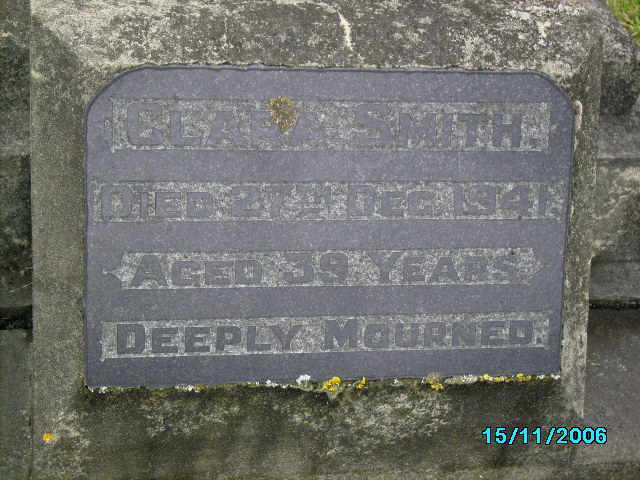 CLARA SMITH.
DIED 27TH DEC. 1941.
AGED 39 YEARS
DEEPLY MOURNED.
15/11/2006